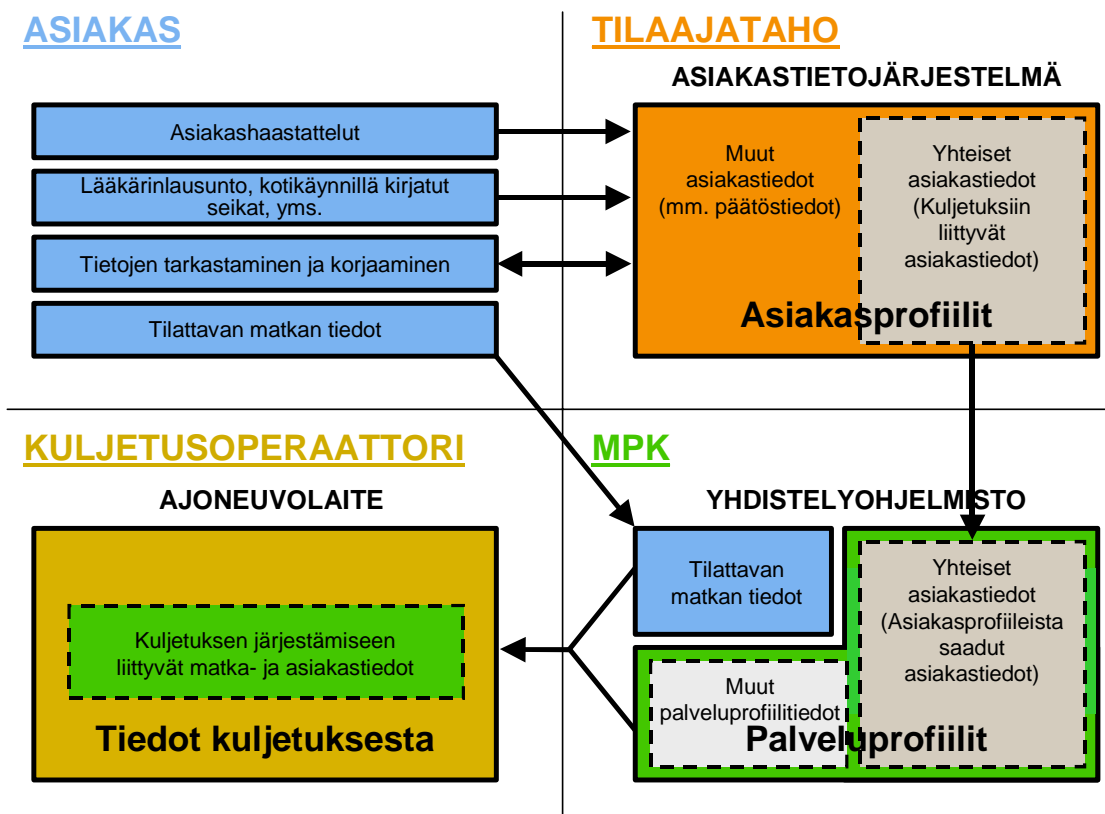 ASIAKAS
Asiakashaastattelut
Lääkärinlausunto, kotikäynnillä kirjatut
seikat, yms.
Tietojen tarkastaminen ja korjaaminen
Tilattavan matkan tiedot
TILAAJATAHO
ASIAKASTIETOJÄRJESTELMÄ
Muut
asiakastiedot
(mm. päätöstiedot)
Yhteiset
asiakastiedot
(Kuljetuksiin
liittyvät
asiakastiedot)
Asiakasprofiilit
KULJETUSOPERAATTORI
AJONEUVOLAITE
Kuljetuksen järjestämiseen
liittyvät matka- ja asiakastiedot
Tiedot kuljetuksesta
MPK
YHDISTELYOHJELMISTO
Tilattavan
matkan tiedot
Yhteiset
asiakastiedot
(Asiakasprofiileista
saadut
asiakastiedot)
Muut
palveluprofiilitiedot
Palveluprofiilit